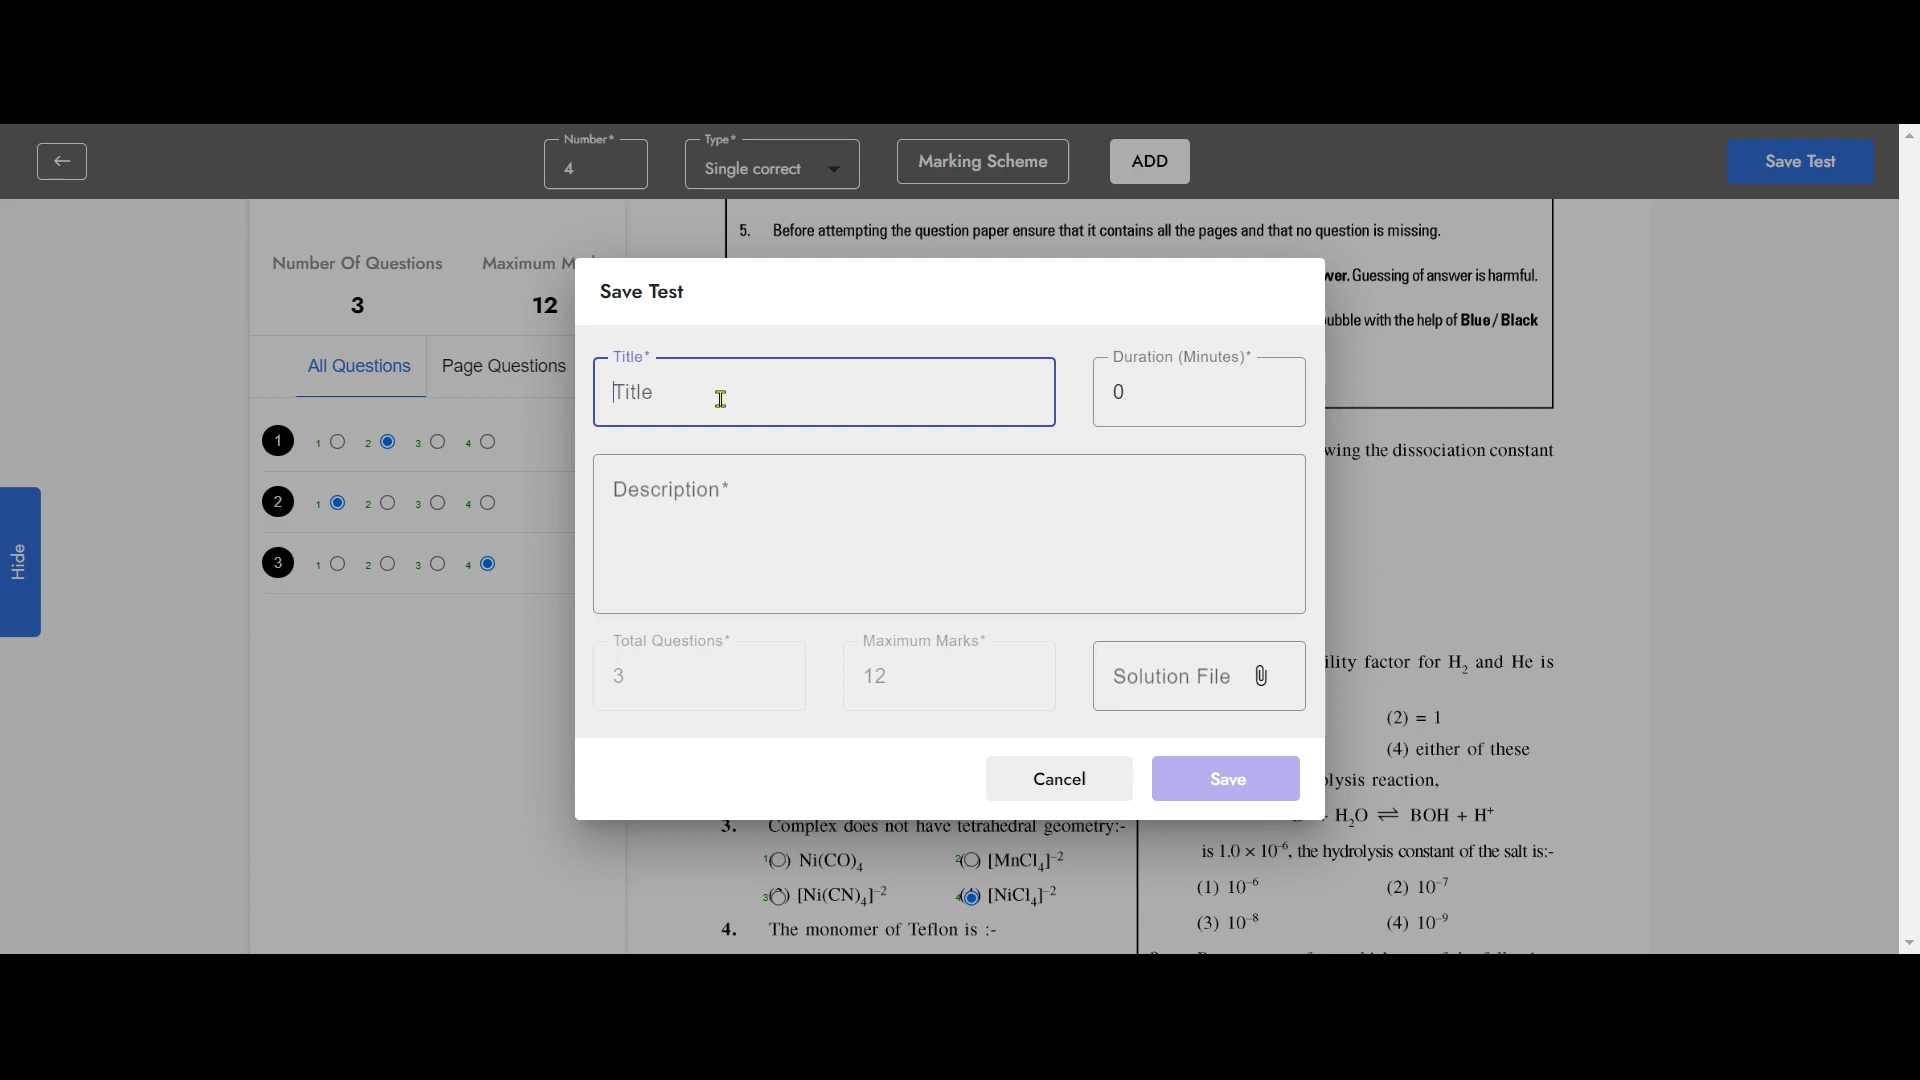 Number*
4
Type*
Single correct
Marking Scheme
ADD
Save Test
5. Before attempting the question paper ensure that it contains all the pages and that no question is missing.
Number Of Questions
3
12
Guessing of answer is harmful.
bubble with the help of Blue / Black
All Questions
Page Questions
1 1 2 3 4
2 1 2 3 4
3 1 2 3 4
Hide
Save Test
Title*
Title
Duration (Minutes)*
0
Description*
Total Questions*
3
Maximum Marks*
12
Solution File
Cancel
Save
the dissociation constant
factor for H₂ and He is
(2) = 1
(4) either of these
reaction,
H₂O ⇌ BOH + H⁺
is 1.0 × 10⁻⁶, the hydrolysis constant of the salt is:-
(1) 10⁻⁶ (2) 10⁻⁷
(3) 10⁻⁸ (4) 10⁻⁹
3. Complex does not have tetrahedral geometry:-
1 Ni(CO)₄ 2 [MnCl₄]⁻²
3 [Ni(CN)₄]⁻² 4 [NiCl₄]⁻²
4. The monomer of Teflon is :-